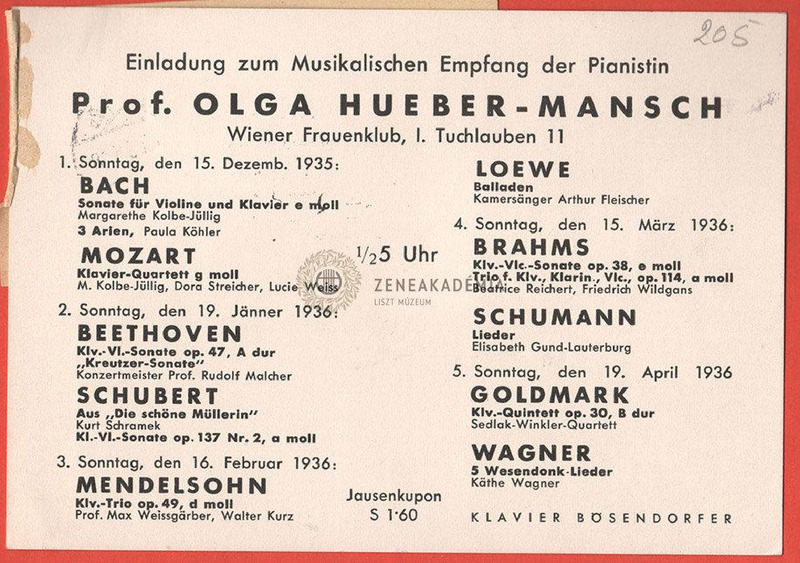 205
Einladung zum Musikalischen Empfang der Pianistin
Prof. OLGA HUEBER-MANSCH
Wiener Frauenklub, I. Tuchlauben 11
1. Sonntag, den 15. Dezemb. 1935:
BACH
Sonate für Violine und Klavier e moll
Margarethe Kolbe-Jüllig
3 Arien, Paula Köhler
MOZART
Klavier-Quartett g moll
M. Kolbe-Jüllig, Dora Streicher, Lucie Weiss
1/25 Uhr
2. Sonntag, den 19. Jänner 1936:
BEETHOVEN
Klv.-Vl.-Sonate op. 47, A dur
„Kreutzer-Sonate"
Konzertmeister Prof. Rudolf Malcher
SCHUBERT
Aus „Die schöne Müllerin"
Kurt Schramek
Kl.-Vl.-Sonate op. 137 Nr. 2, a moll
3. Sonntag, den 16. Februar 1936:
MENDELSOHN
Klv.-Trio op. 49, d moll
Prof. Max Weissgärber, Walter Kurz
Jausenkupon
S 1·60
LOEWE
Balladen
Kamersänger Arthur Fleischer
4. Sonntag, den 15. März 1936:
BRAHMS
Klv.-Vlc.-Sonate op. 38, e moll
Trio f. Klv., Klarin., Vlc., op. 114, a moll
Beatrice Reichert, Friedrich Wildgans
SCHUMANN
Lieder
Elisabeth Gund-Lauterburg
5. Sonntag, den 19. April 1936
GOLDMARK
Klv.-Quintett op. 30, B dur
Sedlak-Winkler-Quartett
WAGNER
5 Wesendonk-Lieder
Käthe Wagner
KLAVIER BÖSENDORFER
ZENEAKADÉMIA
LISZT MÚZEUM